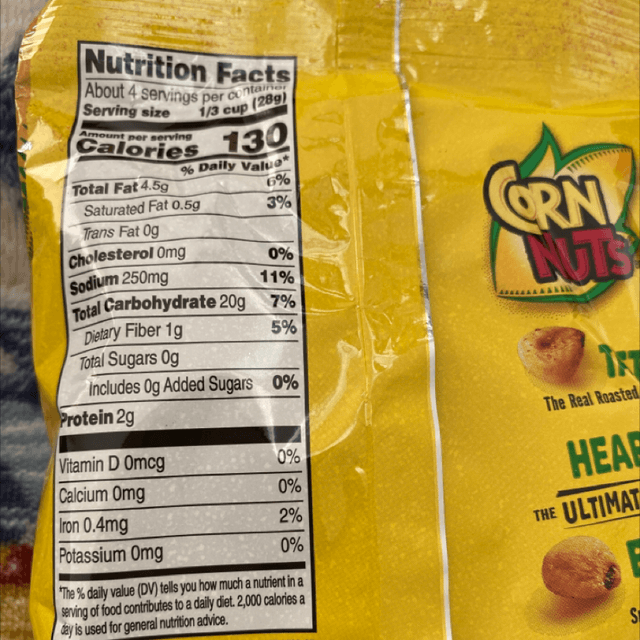 Nutrition Facts
About 4 servings per container
Serving size 1/3 cup (28g)
Amount per serving
Calories 130
% Daily Value*
Total Fat 4.5g 6%
Saturated Fat 0.5g 3%
Trans Fat 0g
Cholesterol 0mg 0%
Sodium 250mg 11%
Total Carbohydrate 20g 7%
Dietary Fiber 1g 5%
Total Sugars 0g
Includes 0g Added Sugars 0%
Protein 2g
Vitamin D 0mcg 0%
Calcium 0mg 0%
Iron 0.4mg 2%
Potassium 0mg 0%
*The % daily value (DV) tells you how much a nutrient in a
serving of food contributes to a daily diet. 2,000 calories a
day is used for general nutrition advice.
CORN
NUTS
The Real Roasted
THE